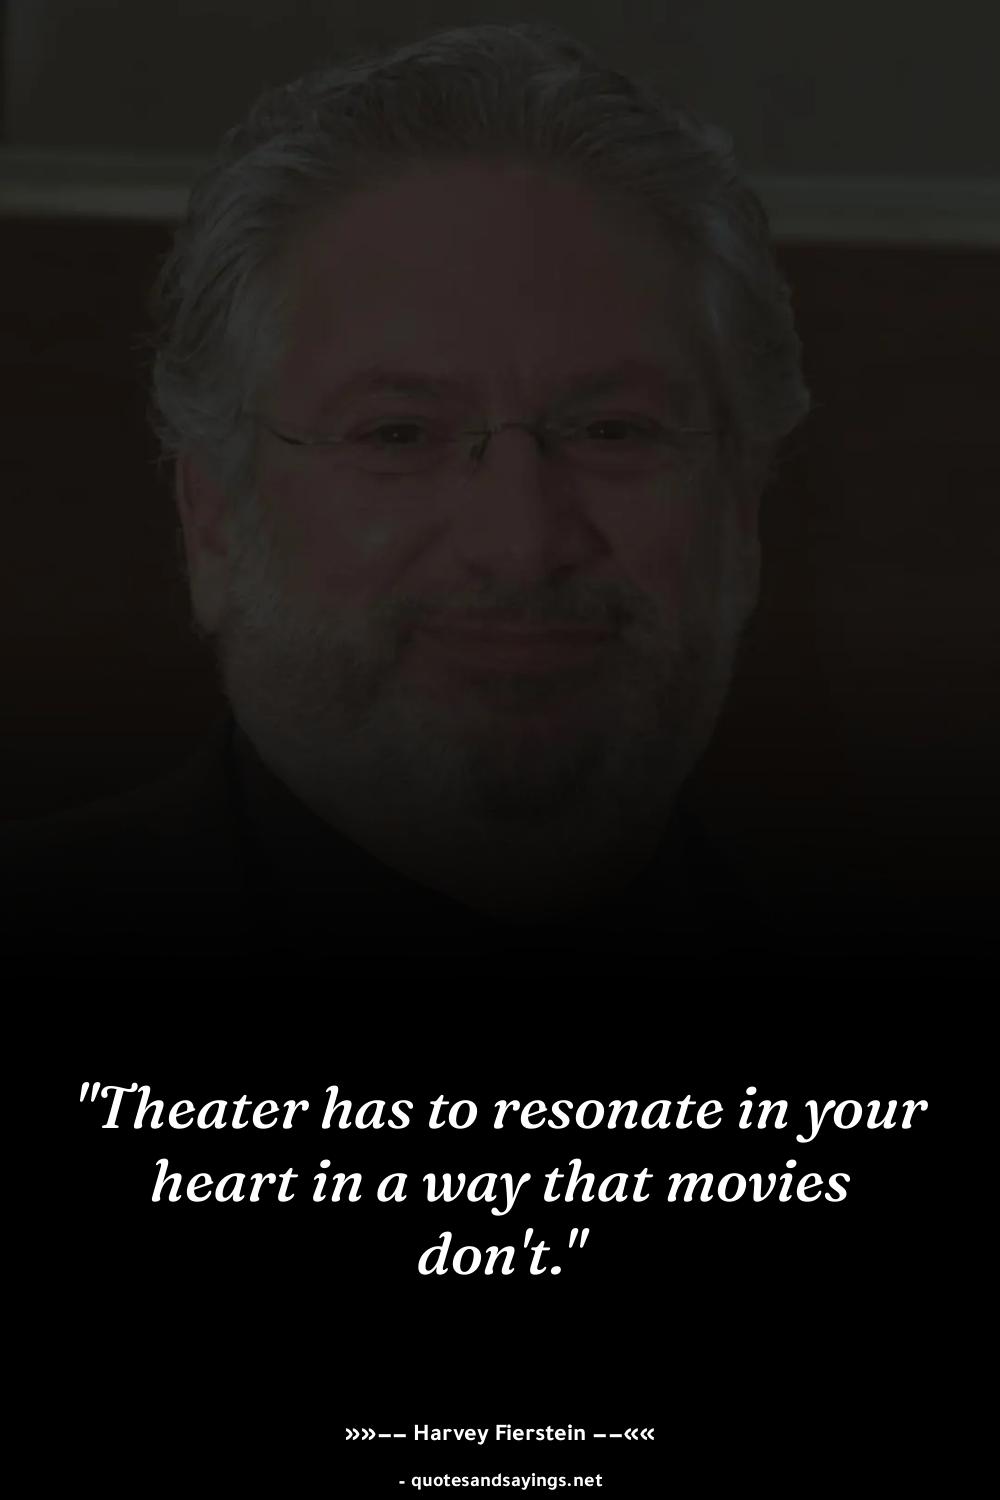 "Theater has to resonate in your
heart in a way that movies
don't."
»»–– Harvey Fierstein ––««
- quotesandsayings.net